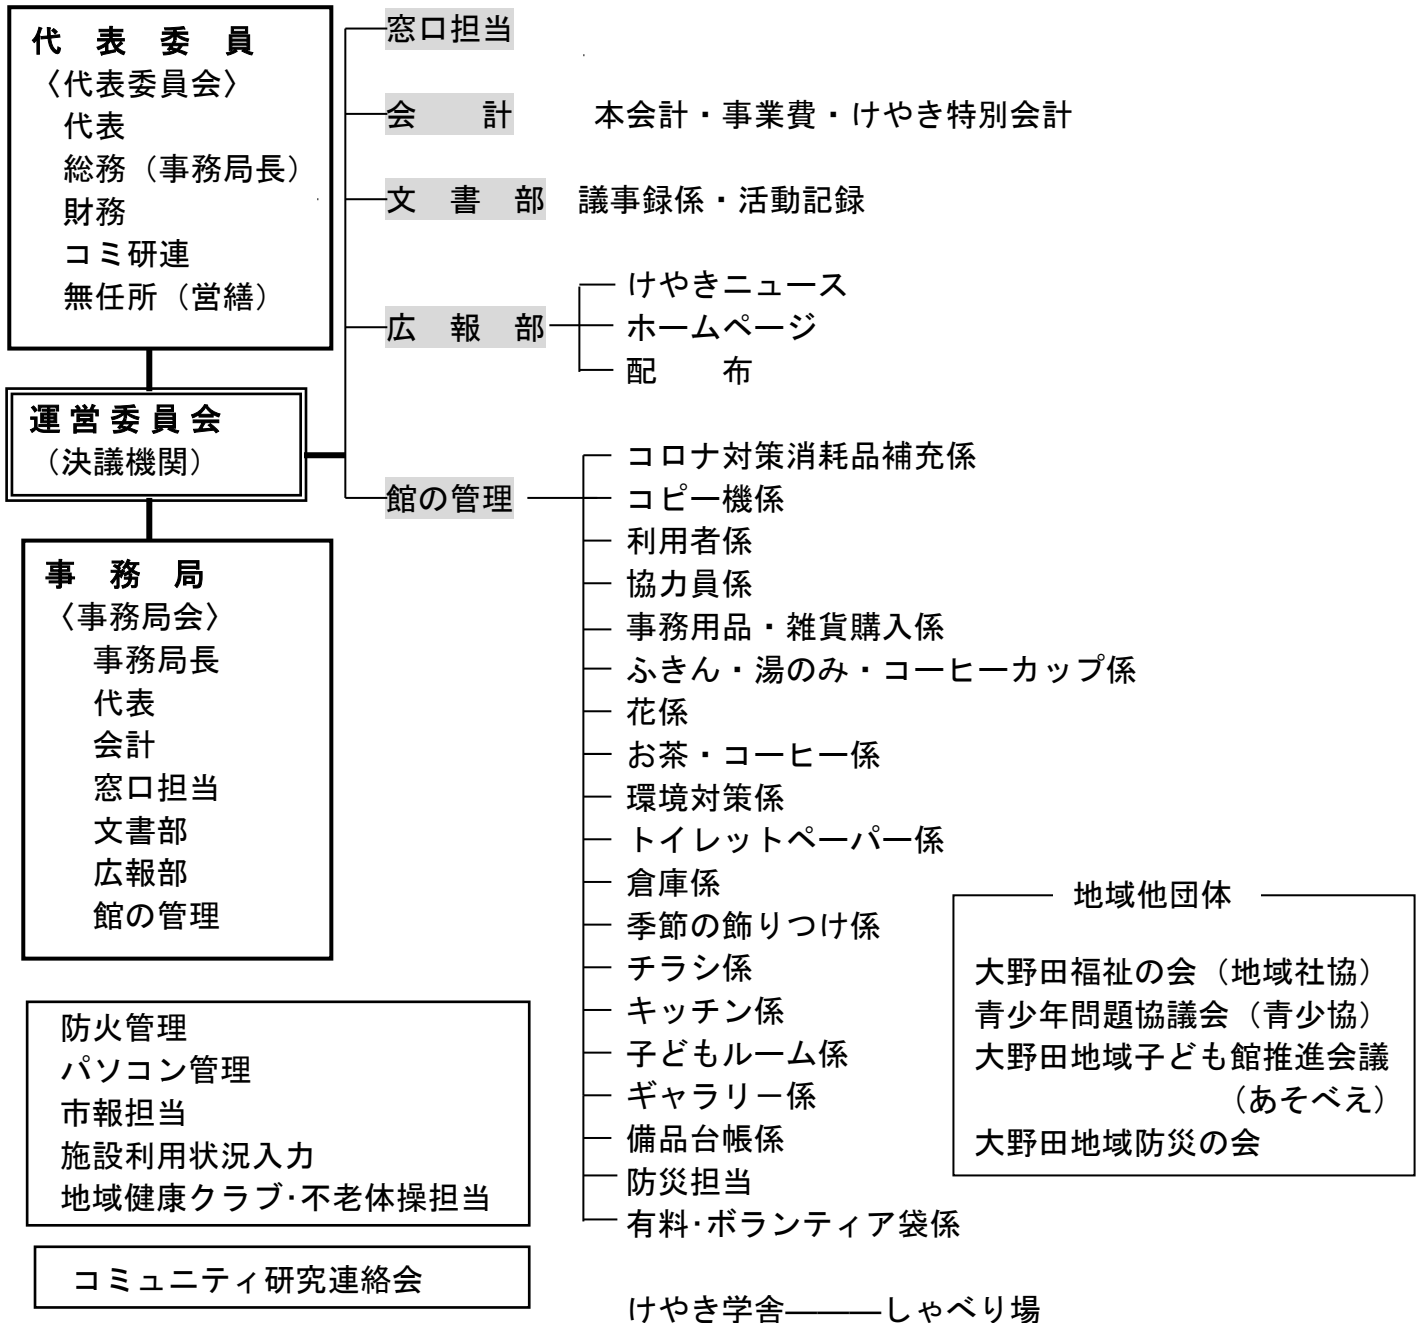 代　表　委　員
〈代表委員会〉
代表
総務（事務局長）
財務
コミ研連
無任所（営繕）
運営委員会
（決議機関）
事　務　局
〈事務局会〉
事務局長
代表
会計
窓口担当
文書部
広報部
館の管理
防火管理
パソコン管理
市報担当
施設利用状況入力
地域健康クラブ･不老体操担当
コミュニティ研究連絡会
窓口担当
会　　計　　本会計・事業費・けやき特別会計
文　書　部　議事録係・活動記録
広　報　部
けやきニュース
ホームページ
配　　布
館の管理
コロナ対策消耗品補充係
コピー機係
利用者係
協力員係
事務用品・雑貨購入係
ふきん・湯のみ・コーヒーカップ係
花係
お茶・コーヒー係
環境対策係
トイレットペーパー係
倉庫係
季節の飾りつけ係
チラシ係
キッチン係
子どもルーム係
ギャラリー係
備品台帳係
防災担当
有料･ボランティア袋係
けやき学舎―――しゃべり場
地域他団体
大野田福祉の会（地域社協）
青少年問題協議会（青少協）
大野田地域子ども館推進会議
（あそべえ）
大野田地域防災の会